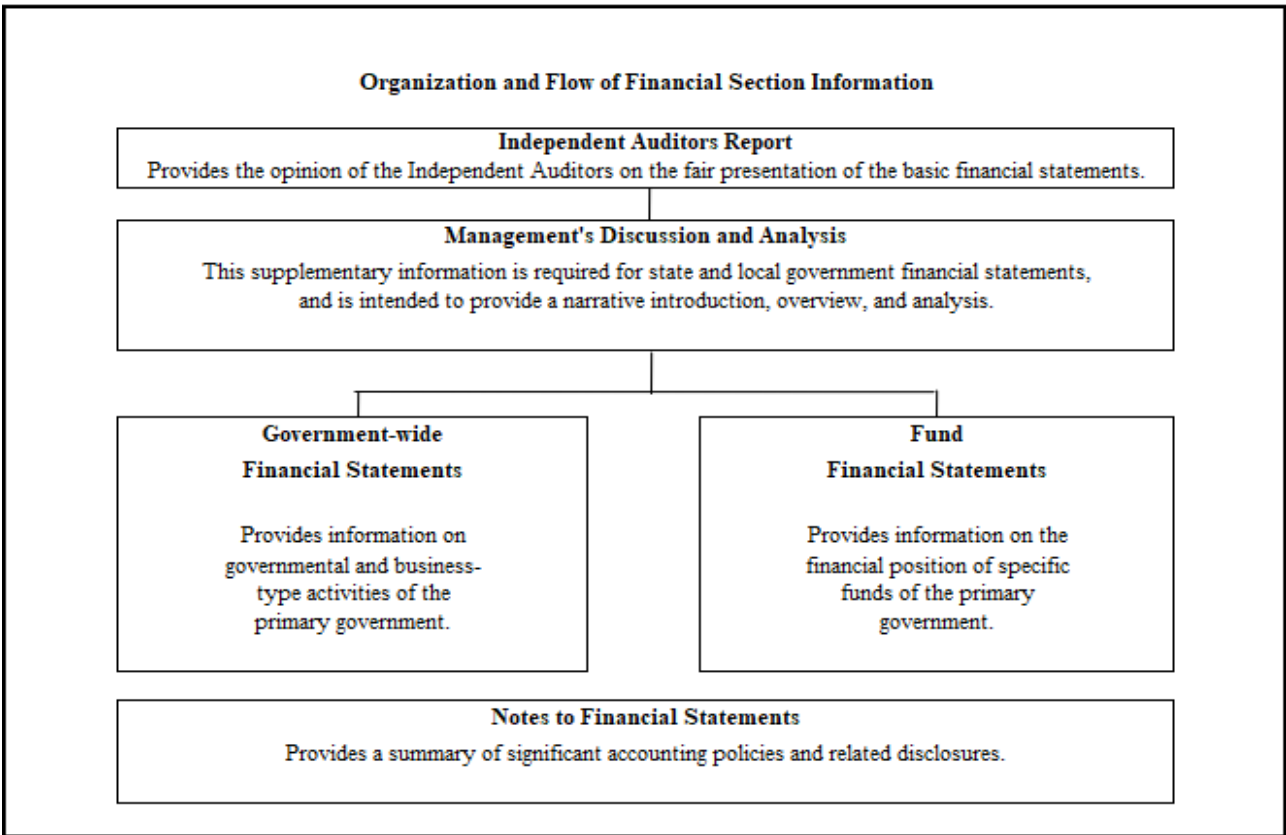 Organization and Flow of Financial Section Information
Independent Auditors Report
Provides the opinion of the Independent Auditors on the fair presentation of the basic financial statements.
Management's Discussion and Analysis
This supplementary information is required for state and local government financial statements,
and is intended to provide a narrative introduction, overview, and analysis.
Government-wide
Financial Statements
Provides information on
governmental and business-
type activities of the
primary government.
Fund
Financial Statements
Provides information on the
financial position of specific
funds of the primary
government.
Notes to Financial Statements
Provides a summary of significant accounting policies and related disclosures.